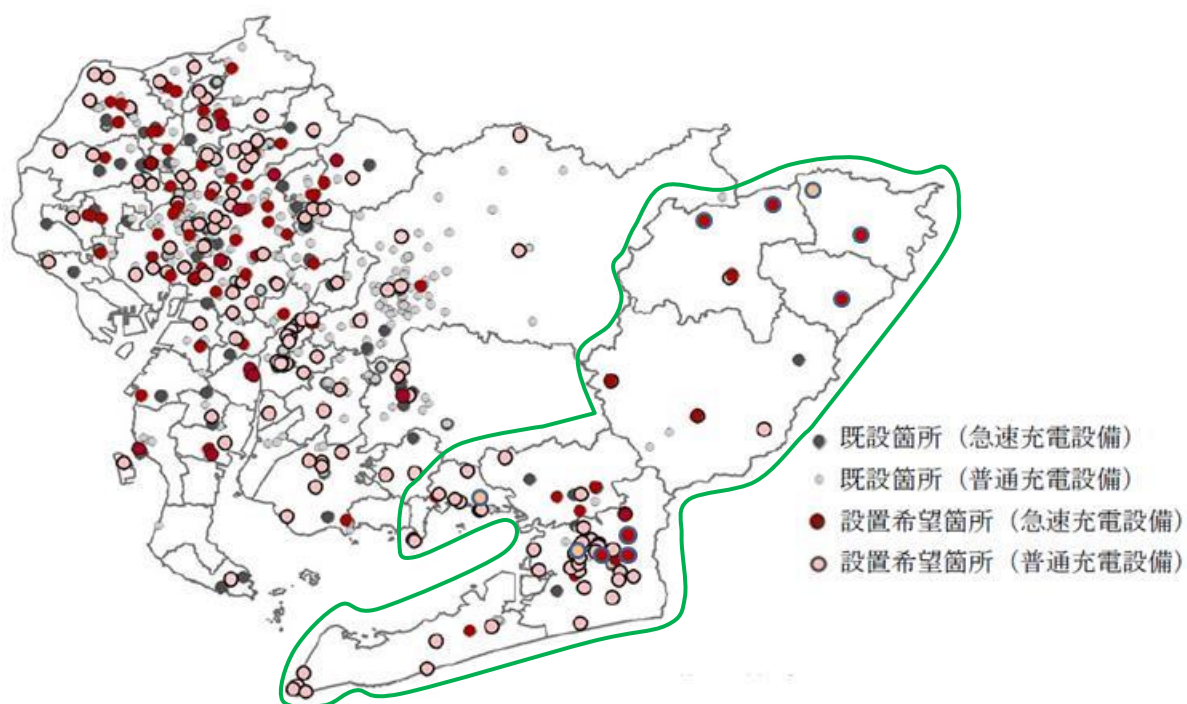 既設箇所（急速充電設備）
既設箇所（普通充電設備）
設置希望箇所（急速充電設備）
設置希望箇所（普通充電設備）